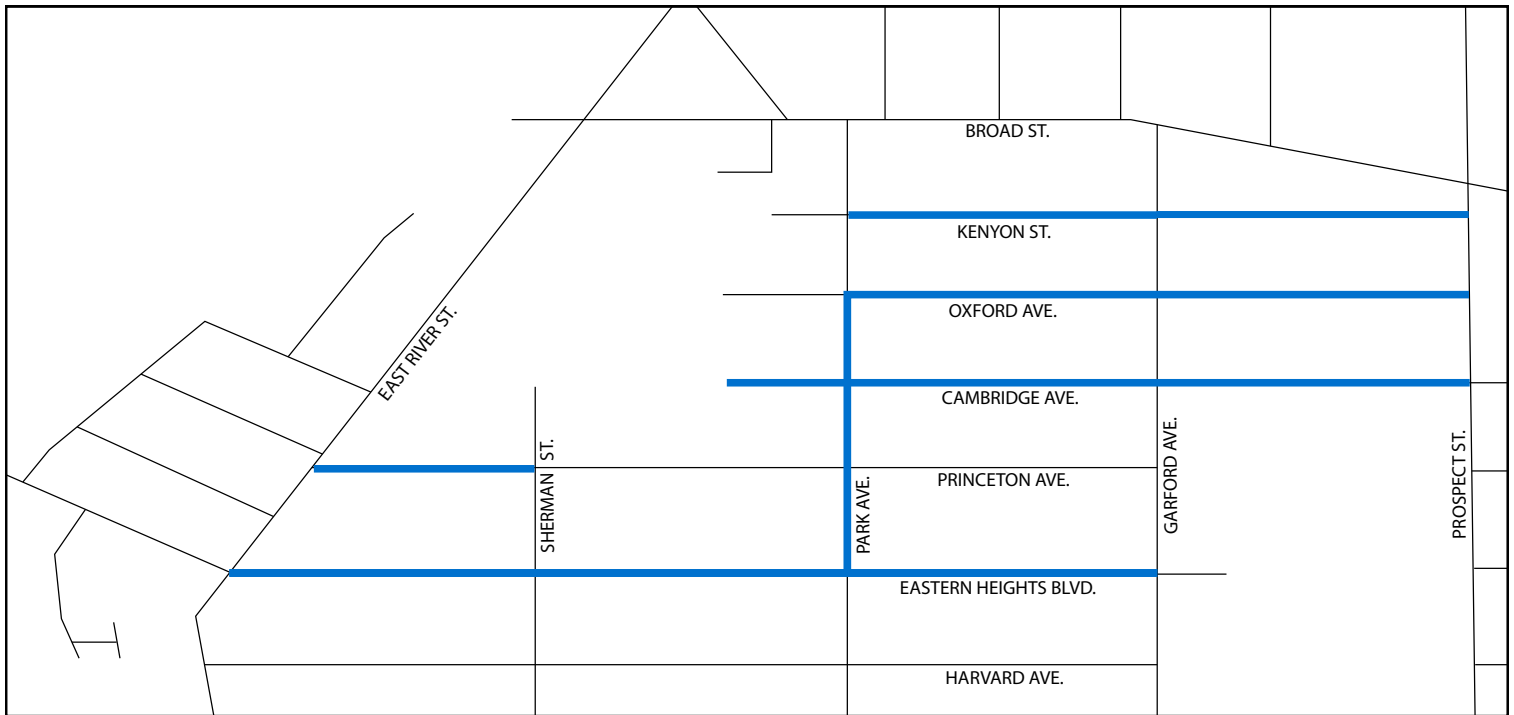 BROAD ST.
KENYON ST.
OXFORD AVE.
EAST RIVER ST.
CAMBRIDGE AVE.
SHERMAN ST.
PRINCETON AVE.
PARK AVE.
GARFORD AVE.
PROSPECT ST.
EASTERN HEIGHTS BLVD.
HARVARD AVE.